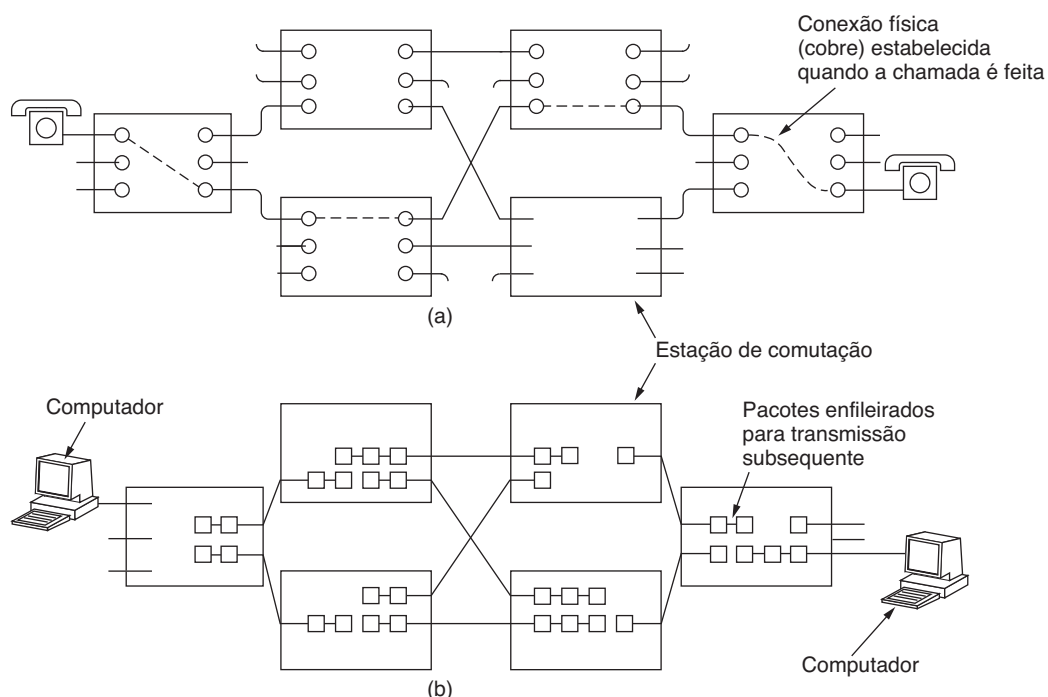 Conexão física
(cobre) estabelecida
quando a chamada é feita
(a)
Estação de comutação
Computador
Pacotes enfileirados
para transmissão
subsequente
Computador
(b)